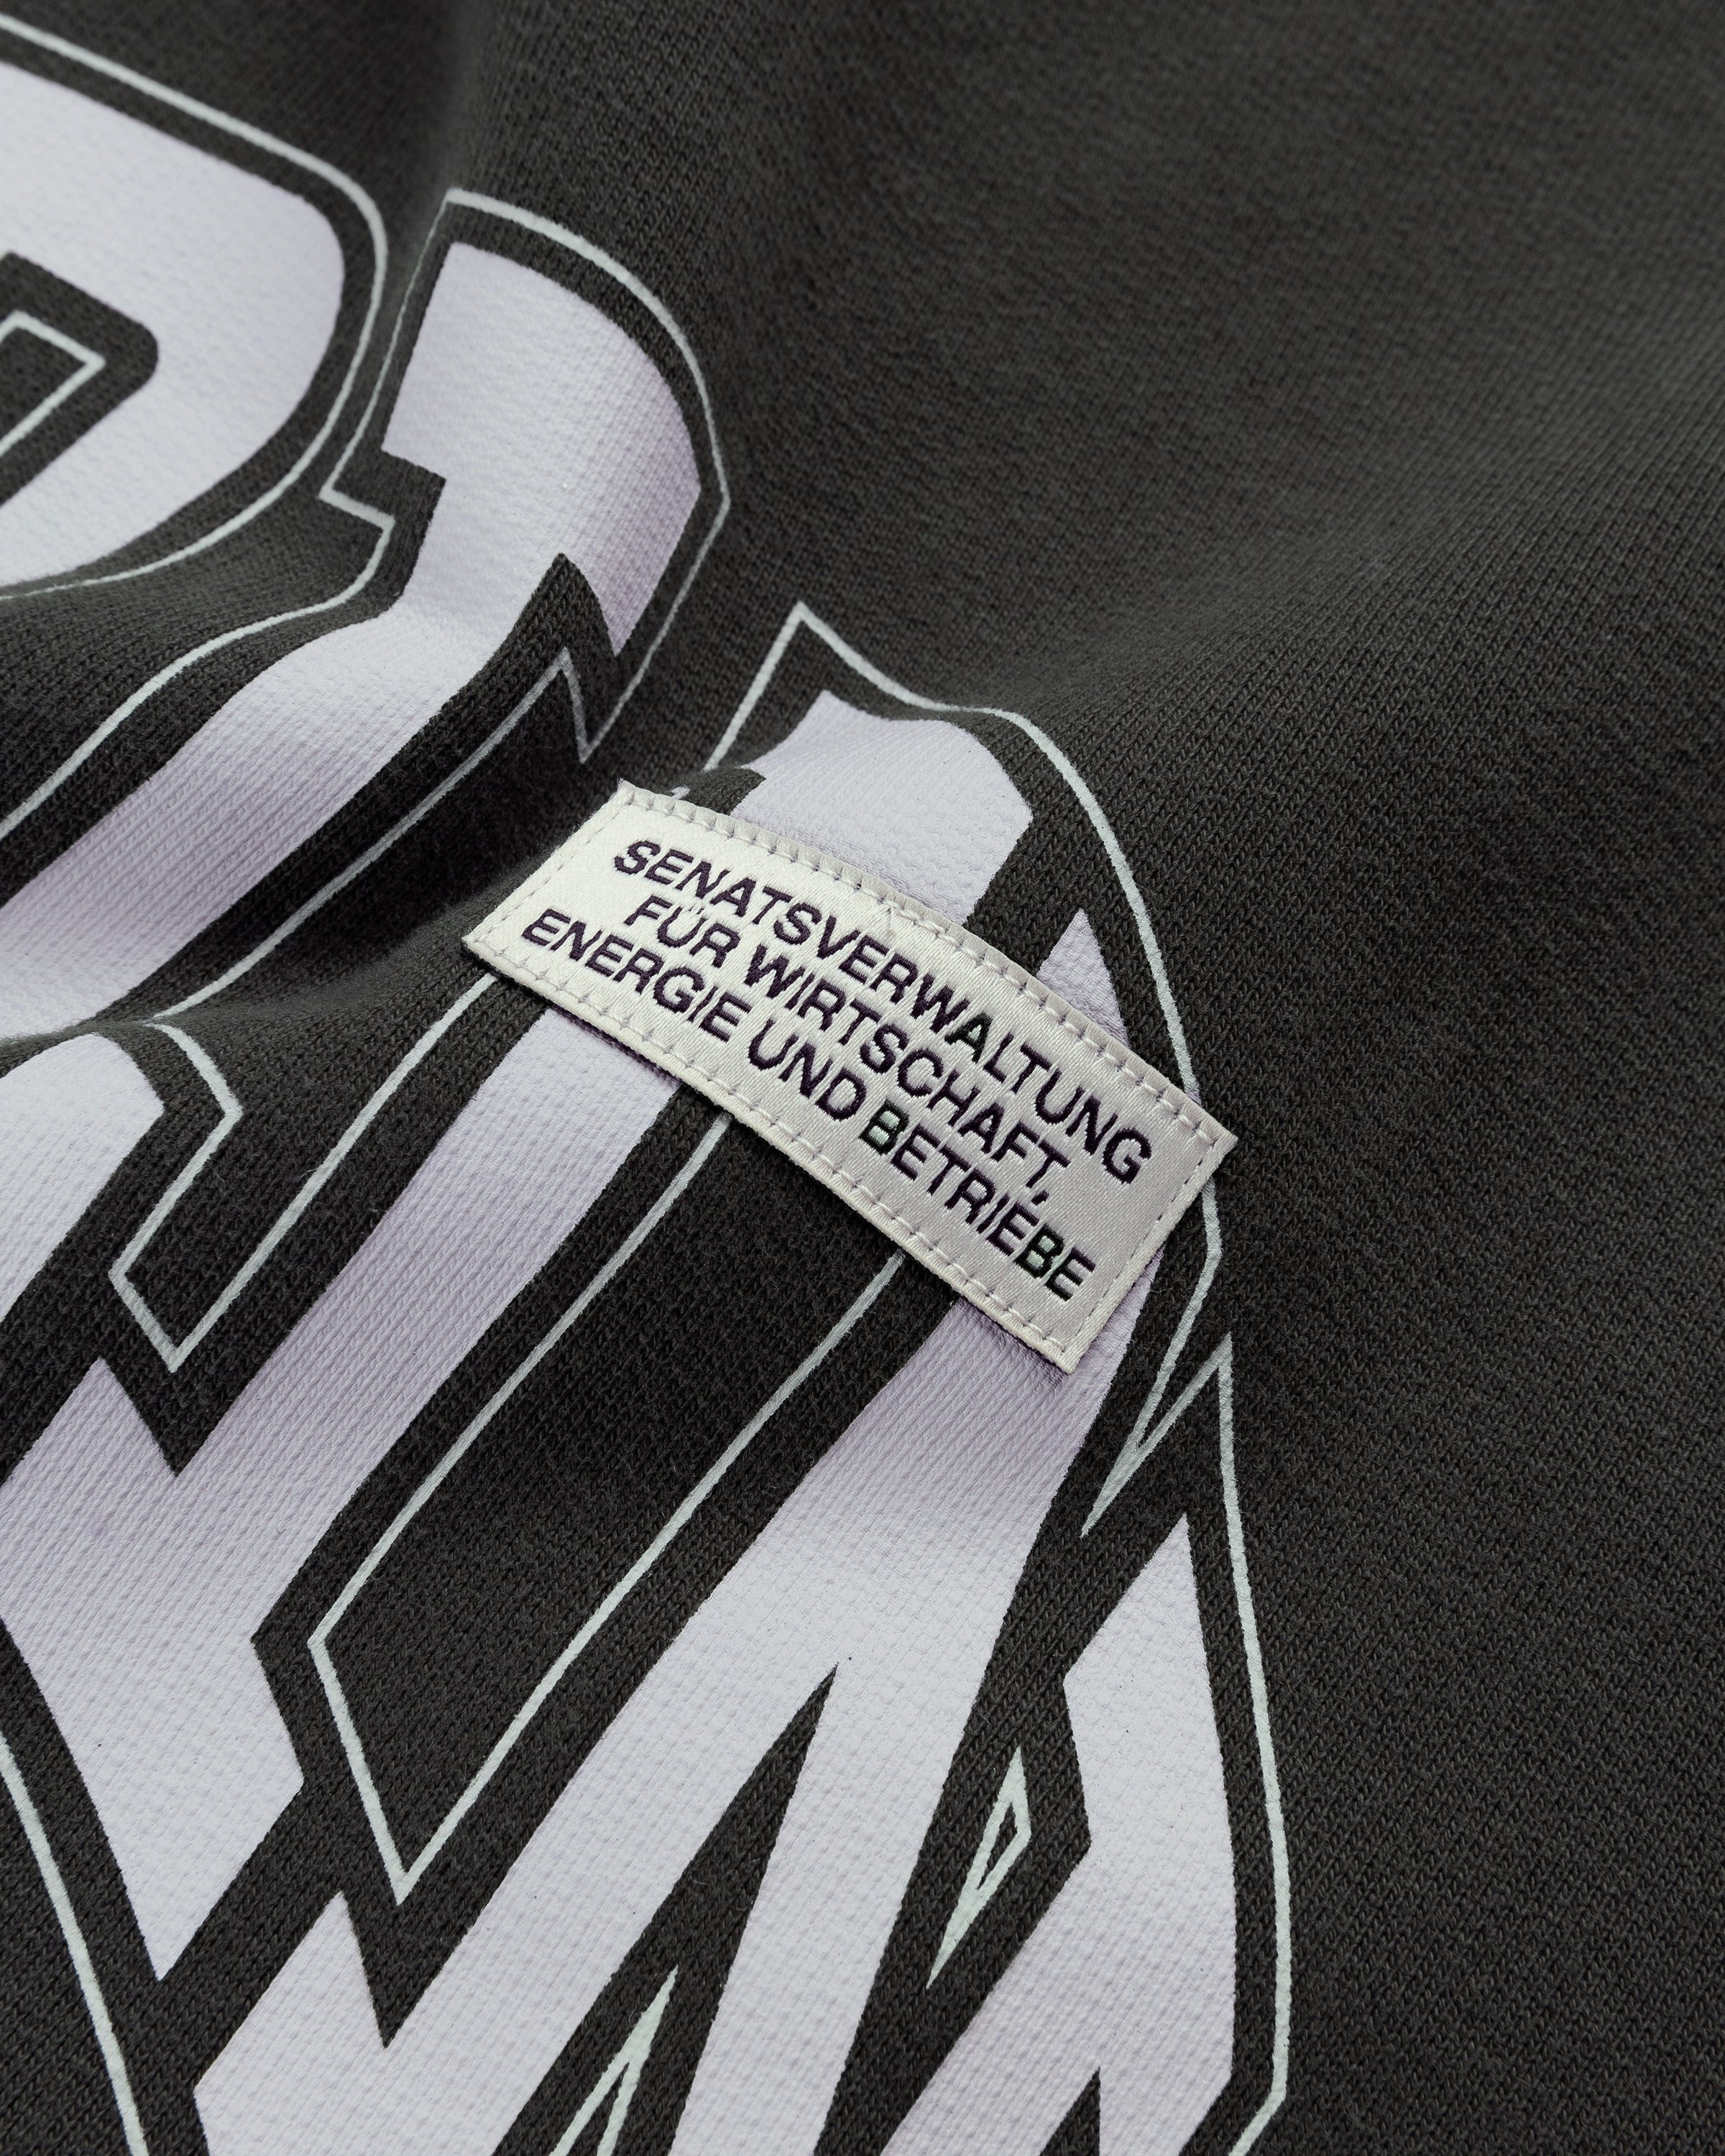 SENATSVERWALTUNG
FÜR WIRTSCHAFT,
ENERGIE UND BETRIEBE